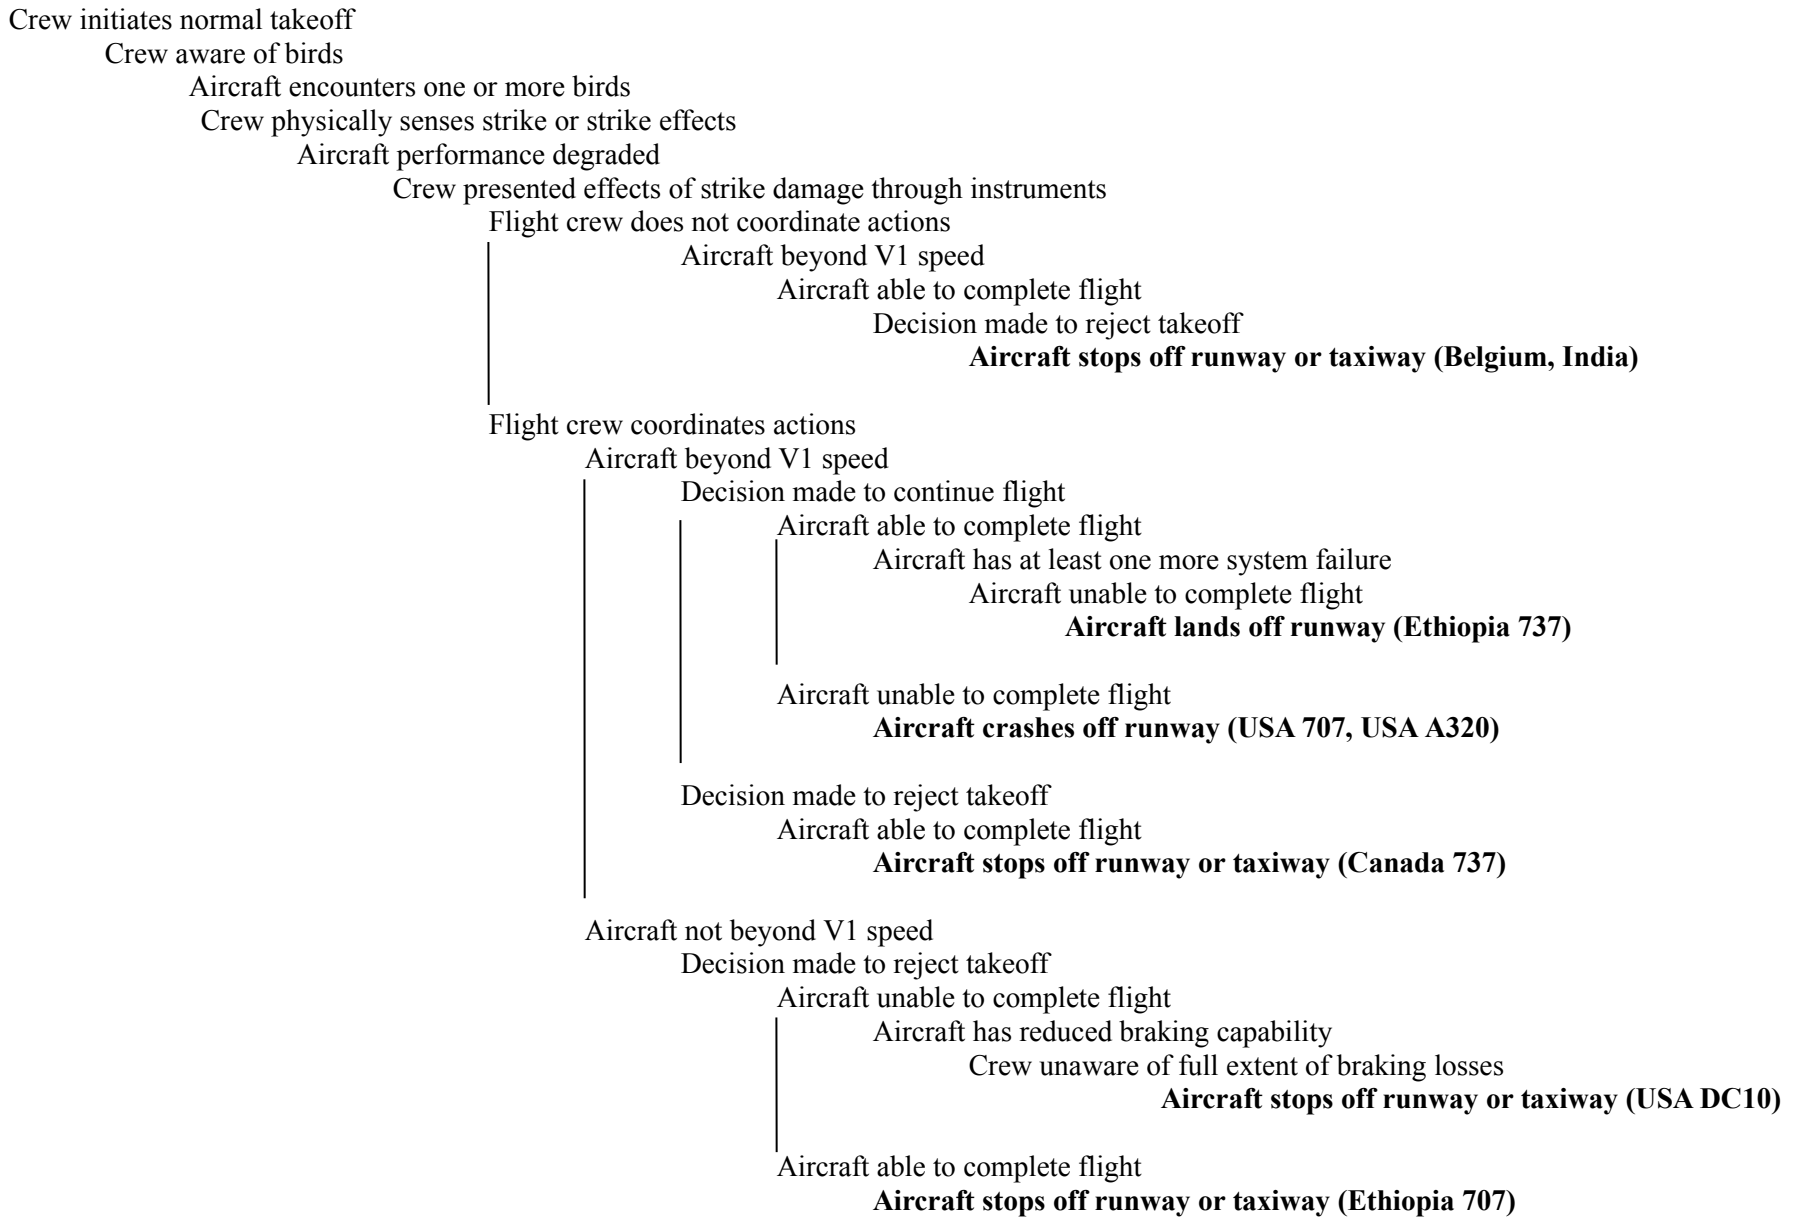 Crew initiates normal takeoff
Crew aware of birds
Aircraft encounters one or more birds
Crew physically senses strike or strike effects
Aircraft performance degraded
Crew presented effects of strike damage through instruments
Flight crew does not coordinate actions
Aircraft beyond V1 speed
Aircraft able to complete flight
Decision made to reject takeoff
Aircraft stops off runway or taxiway (Belgium, India)
Flight crew coordinates actions
Aircraft beyond V1 speed
Decision made to continue flight
Aircraft able to complete flight
Aircraft has at least one more system failure
Aircraft unable to complete flight
Aircraft lands off runway (Ethiopia 737)
Aircraft unable to complete flight
Aircraft crashes off runway (USA 707, USA A320)
Decision made to reject takeoff
Aircraft able to complete flight
Aircraft stops off runway or taxiway (Canada 737)
Aircraft not beyond V1 speed
Decision made to reject takeoff
Aircraft unable to complete flight
Aircraft has reduced braking capability
Crew unaware of full extent of braking losses
Aircraft stops off runway or taxiway (USA DC10)
Aircraft able to complete flight
Aircraft stops off runway or taxiway (Ethiopia 707)